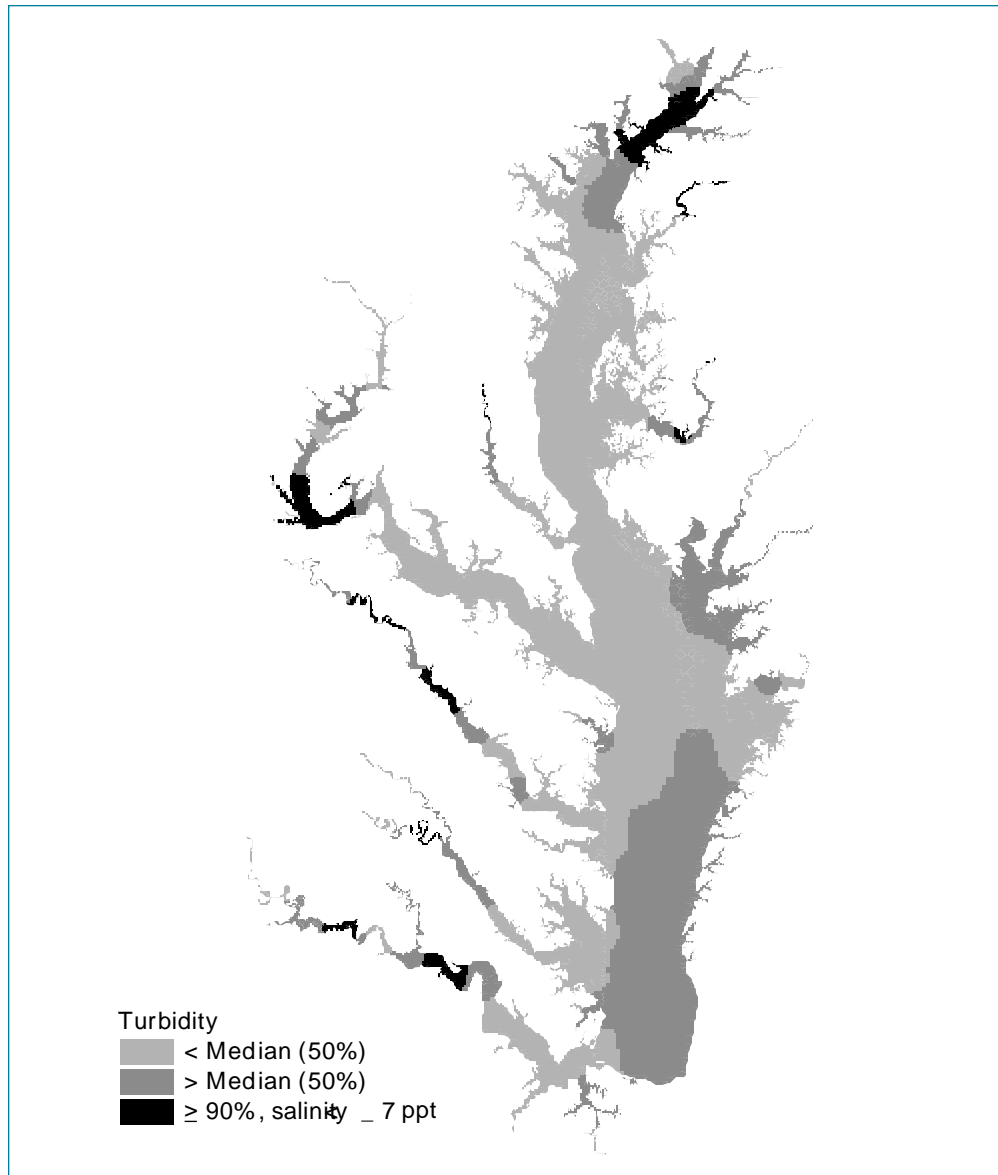 Turbidity
< Median (50%)
> Median (50%)
≥ 90%, salinity ≤ 7 ppt